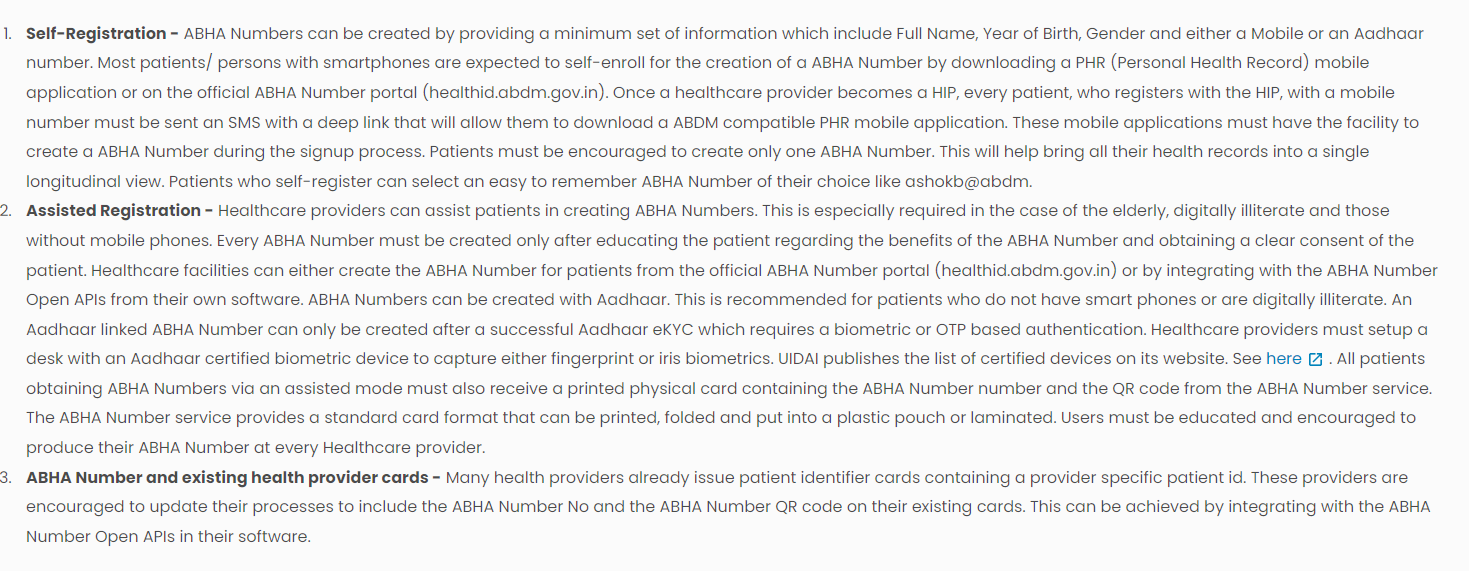 1. Self-Registration - ABHA Numbers can be created by providing a minimum set of information which include Full Name, Year of Birth, Gender and either a Mobile or an Aadhaar
number. Most patients/ persons with smartphones are expected to self-enroll for the creation of a ABHA Number by downloading a PHR (Personal Health Record) mobile
application or on the official ABHA Number portal (healthid.abdm.gov.in). Once a healthcare provider becomes a HIP, every patient, who registers with the HIP, with a mobile
number must be sent an SMS with a deep link that will allow them to download a ABDM compatible PHR mobile application. These mobile applications must have the facility to
create a ABHA Number during the signup process. Patients must be encouraged to create only one ABHA Number. This will help bring all their health records into a single
longitudinal view. Patients who self-register can select an easy to remember ABHA Number of their choice like ashokb@abdm.
2. Assisted Registration - Healthcare providers can assist patients in creating ABHA Numbers. This is especially required in the case of the elderly, digitally illiterate and those
without mobile phones. Every ABHA Number must be created only after educating the patient regarding the benefits of the ABHA Number and obtaining a clear consent of the
patient. Healthcare facilities can either create the ABHA Number for patients from the official ABHA Number portal (healthid.abdm.gov.in) or by integrating with the ABHA Number
Open APIs from their own software. ABHA Numbers can be created with Aadhaar. This is recommended for patients who do not have smart phones or are digitally illiterate. An
Aadhaar linked ABHA Number can only be created after a successful Aadhaar eKYC which requires a biometric or OTP based authentication. Healthcare providers must setup a
desk with an Aadhaar certified biometric device to capture either fingerprint or iris biometrics. UIDAI publishes the list of certified devices on its website. See here . All patients
obtaining ABHA Numbers via an assisted mode must also receive a printed physical card containing the ABHA Number number and the QR code from the ABHA Number service.
The ABHA Number service provides a standard card format that can be printed, folded and put into a plastic pouch or laminated. Users must be educated and encouraged to
produce their ABHA Number at every Healthcare provider.
3. ABHA Number and existing health provider cards - Many health providers already issue patient identifier cards containing a provider specific patient id. These providers are
encouraged to update their processes to include the ABHA Number No and the ABHA Number QR code on their existing cards. This can be achieved by integrating with the ABHA
Number Open APIs in their software.